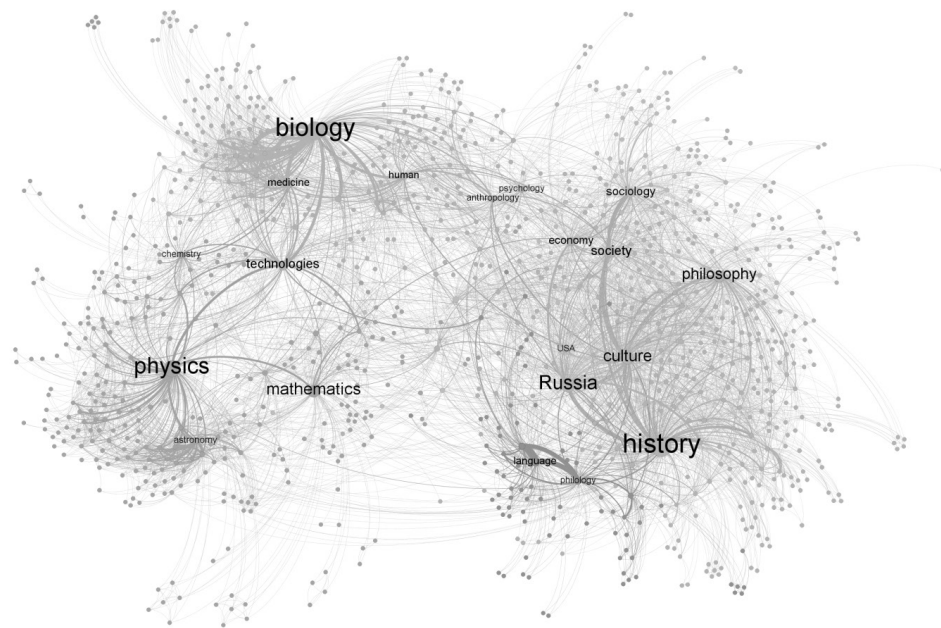 biology
human
medicine
psychology
anthropology
sociology
economy
society
chemistry
technologies
philosophy
USA
culture
physics
Russia
mathematics
astronomy
history
language
philology